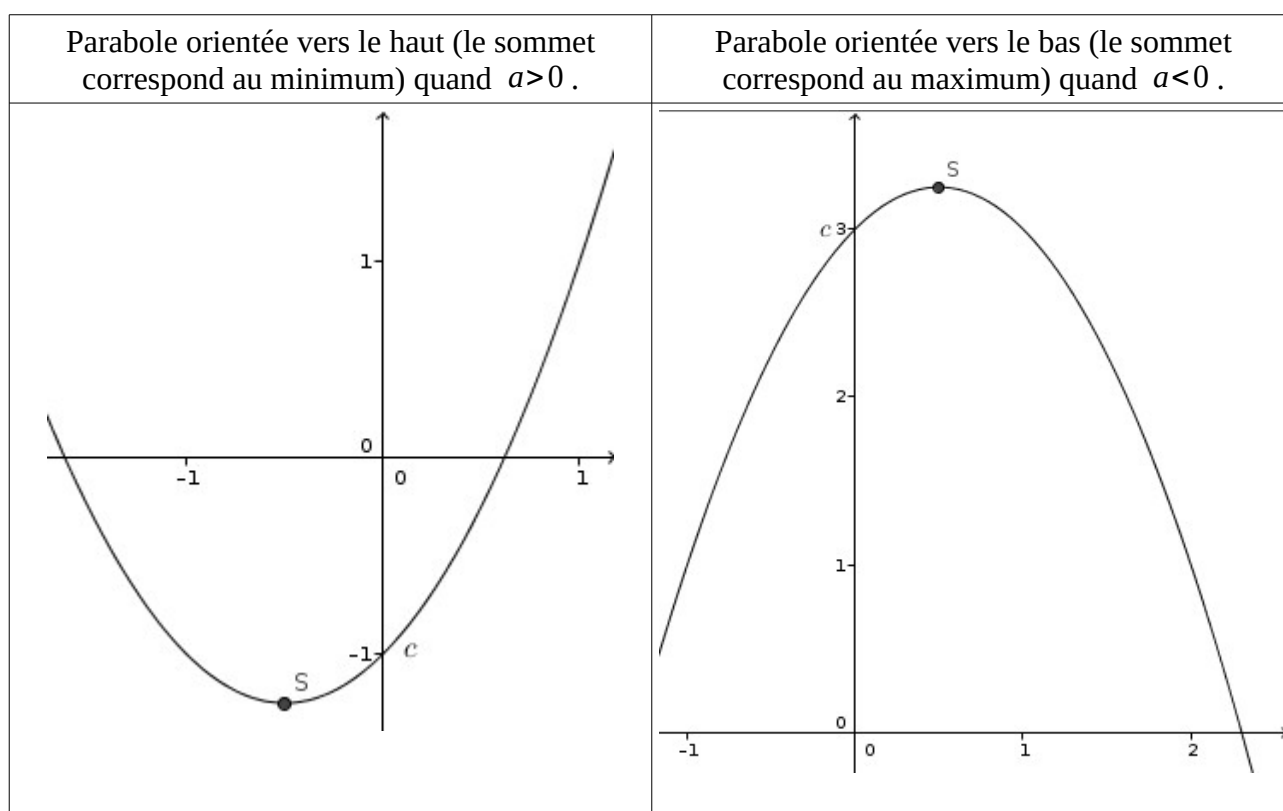 Parabole orientée vers le haut (le sommet
correspond au minimum) quand a>0 .
Parabole orientée vers le bas (le sommet
correspond au maximum) quand a<0 .
1
0
-1
0
1
-1
c
S
S
c 3
2
1
0
-1
0
1
2